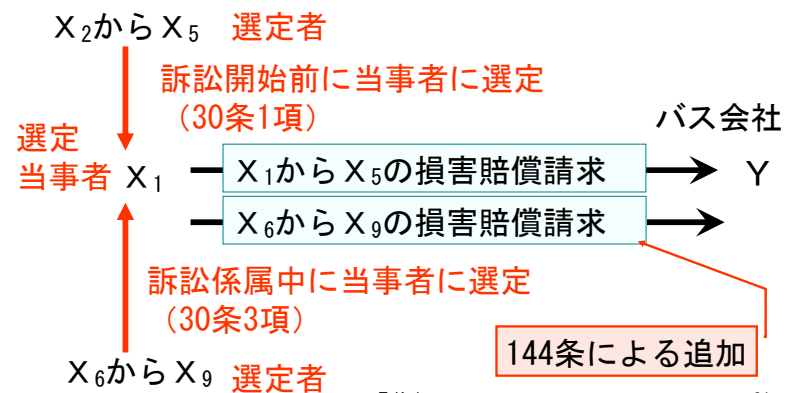 X₂からX₅ 選定者
訴訟開始前に当事者に選定
（30条1項）
バス会社
選定
当事者 X₁
X₁からX₅の損害賠償請求
Y
X₆からX₉の損害賠償請求
訴訟係属中に当事者に選定
（30条3項）
144条による追加
X₆からX₉ 選定者